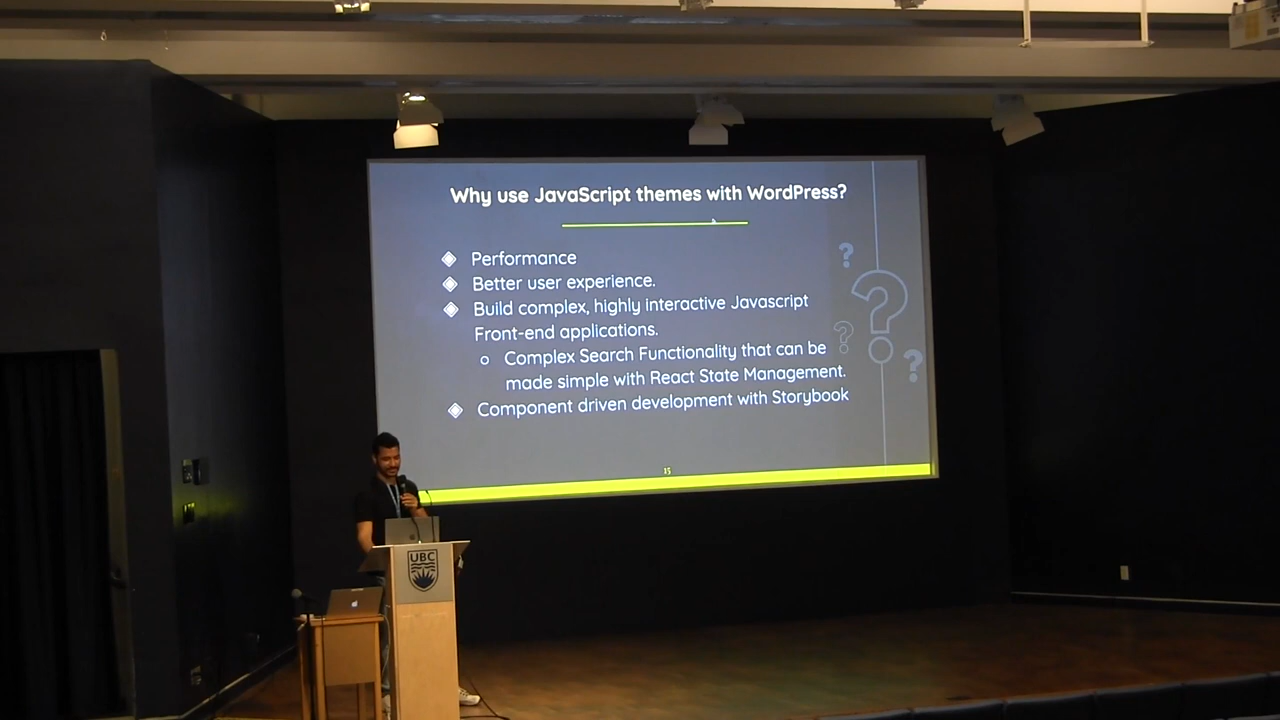 Why use JavaScript themes with WordPress?
Performance
Better user experience.
Build complex, highly interactive Javascript
Front-end applications.
Complex Search Functionality that can be
made simple with React State Management.
Component driven development with Storybook
?
?
?
?
15
UBC